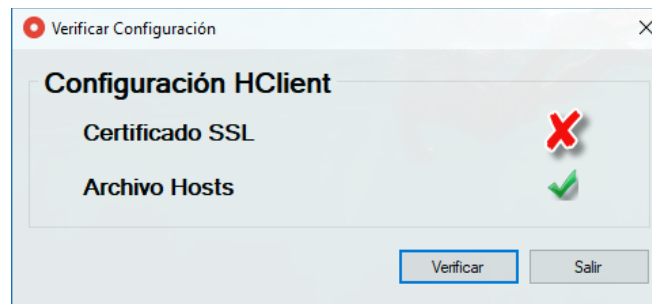 Verificar Configuración
Configuración HClient
Certificado SSL
Archivo Hosts
Verificar Salir